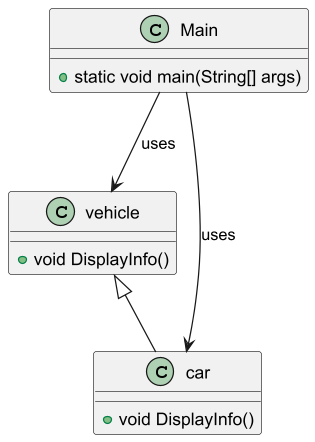 C Main
static void main(String[] args)
uses
C vehicle
uses
void DisplayInfo()
C car
void DisplayInfo()